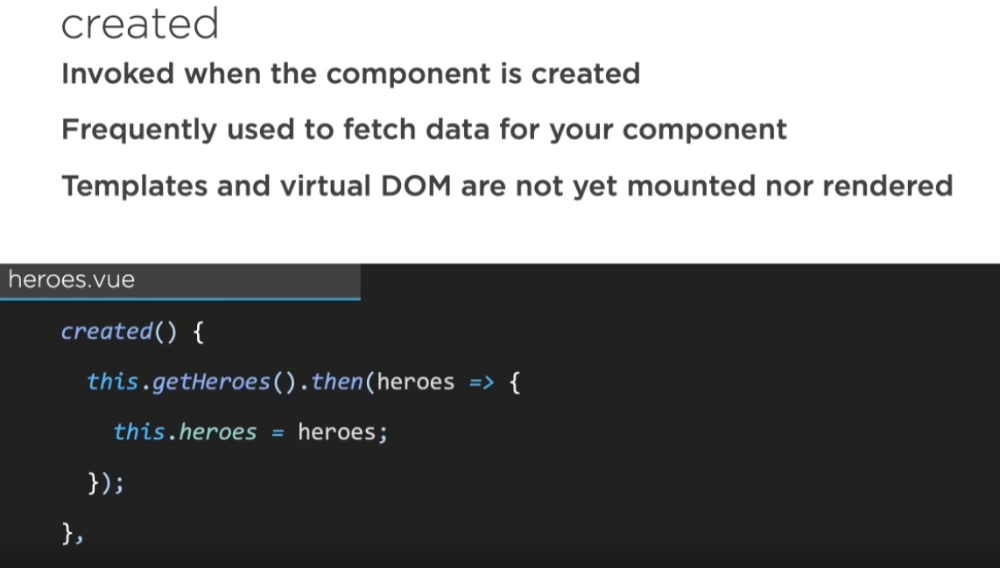 created
Invoked when the component is created
Frequently used to fetch data for your component
Templates and virtual DOM are not yet mounted nor rendered
heroes.vue
created() {
this.getHeroes().then(heroes => {
this.heroes = heroes;
});
},